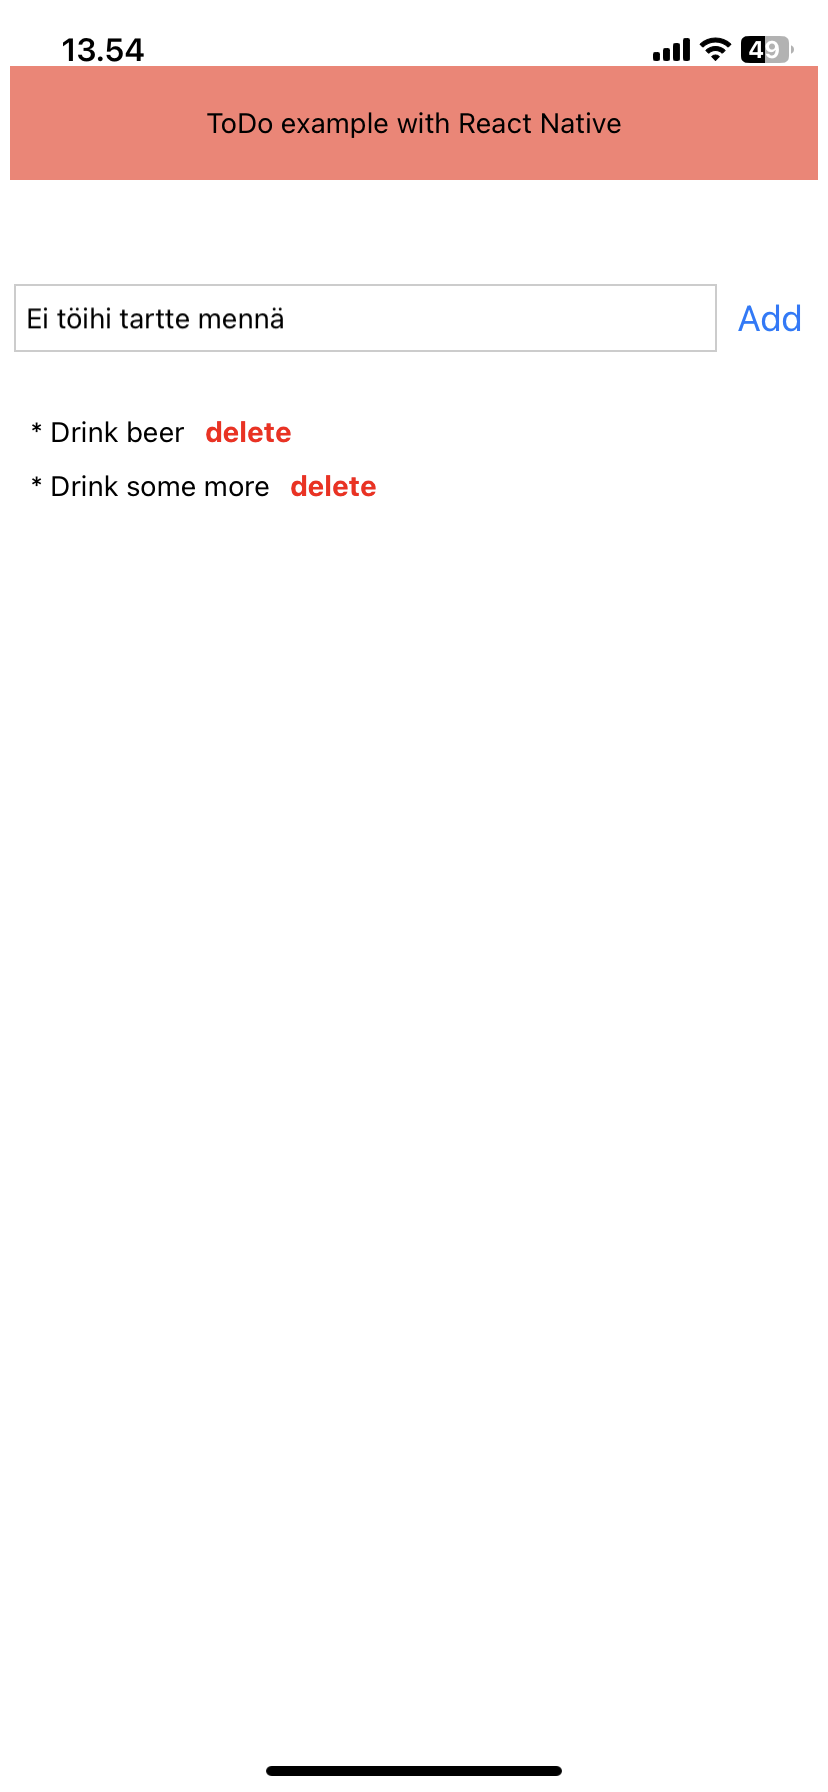 13.54 49
ToDo example with React Native
Ei töihi tartte mennä Add
* Drink beer delete
* Drink some more delete